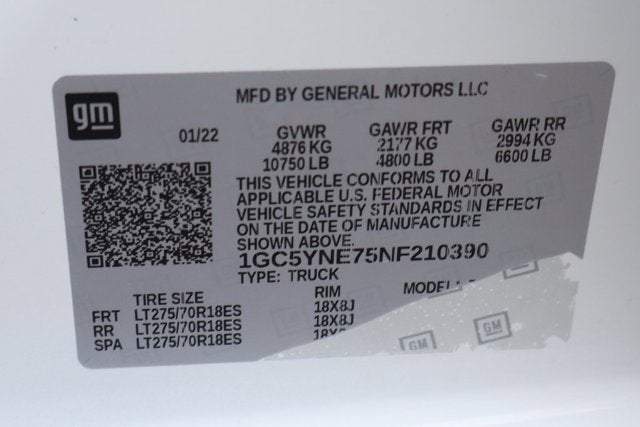 gm
MFD BY GENERAL MOTORS LLC
01/22 GVWR GAWR FRT GAWR RR
4876 KG 2177 KG 2994 KG
10750 LB 4800 LB 6600 LB
THIS VEHICLE CONFORMS TO ALL
APPLICABLE U.S. FEDERAL MOTOR
VEHICLE SAFETY STANDARDS IN EFFECT
ON THE DATE OF MANUFACTURE
SHOWN ABOVE.
1GC5YNE75NF210390
TYPE: TRUCK
TIRE SIZE RIM
FRT LT275/70R18ES 18X8J
RR LT275/70R18ES 18X8J
SPA LT275/70R18ES
GM
GM